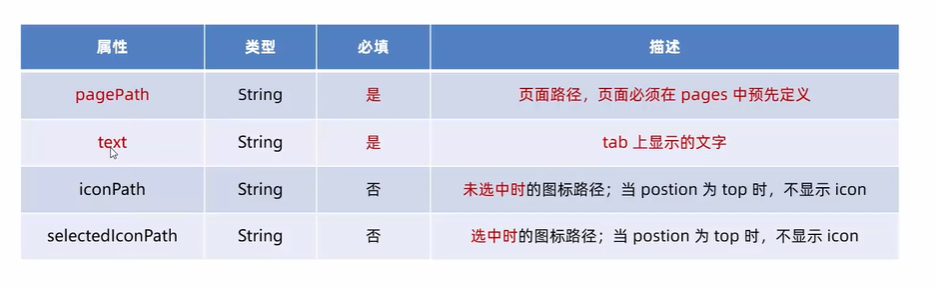 属性 类型 必填 描述
pagePath String 是 页面路径，页面必须在 pages 中预先定义
text String 是 tab 上显示的文字
iconPath String 否 未选中时的图标路径；当 postion 为 top 时，不显示 icon
selectedIconPath String 否 选中时的图标路径；当 postion 为 top 时，不显示 icon